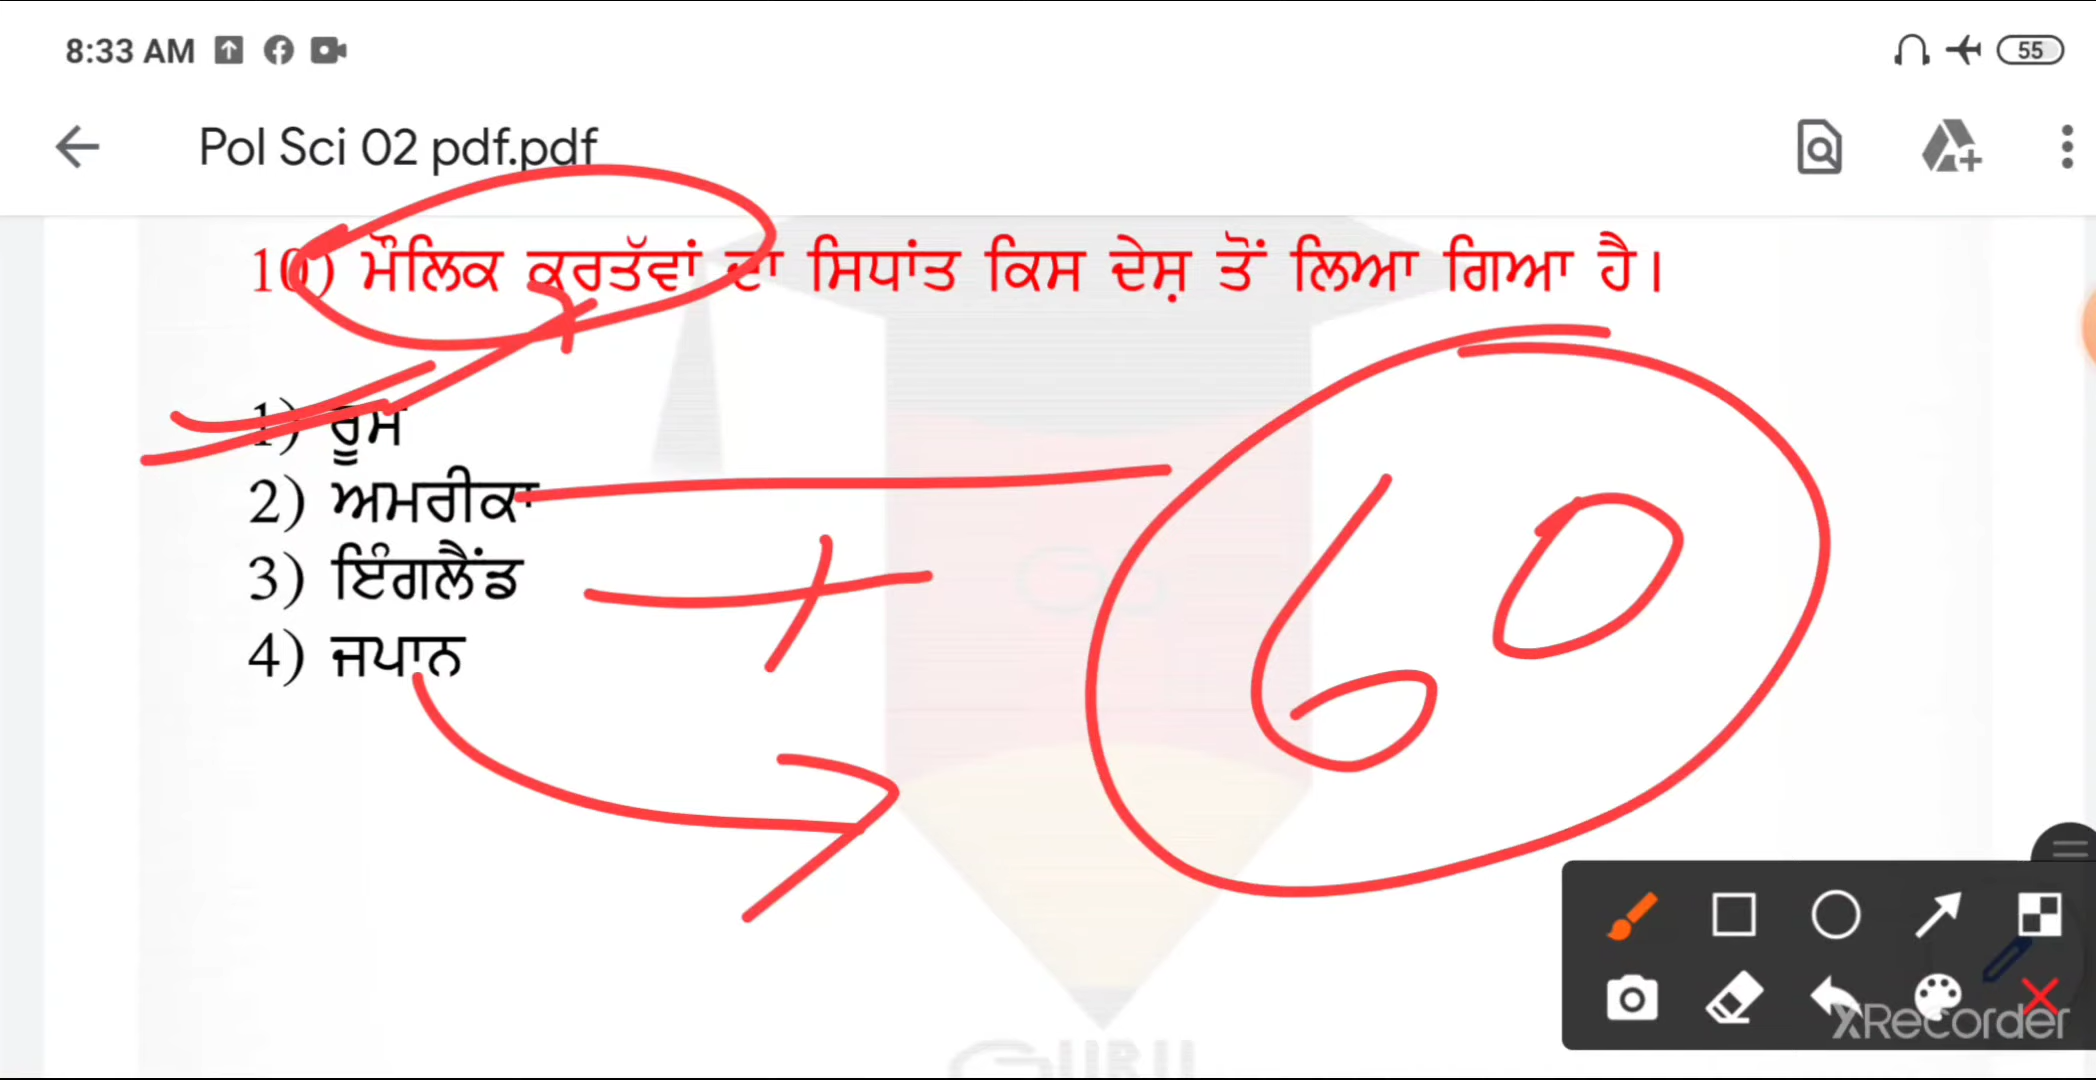 8:33 AM
55
Pol Sci 02 pdf.pdf
10) ਮੌਲਿਕ ਕਰਤੱਵਾਂ ਦਾ ਸਿਧਾਂਤ ਕਿਸ ਦੇਸ਼ ਤੋਂ ਲਿਆ ਗਿਆ ਹੈ।
1) ਰੂਸ
2) ਅਮਰੀਕਾ
3) ਇੰਗਲੈਂਡ
4) ਜਪਾਨ
60
GURU
XRecorder